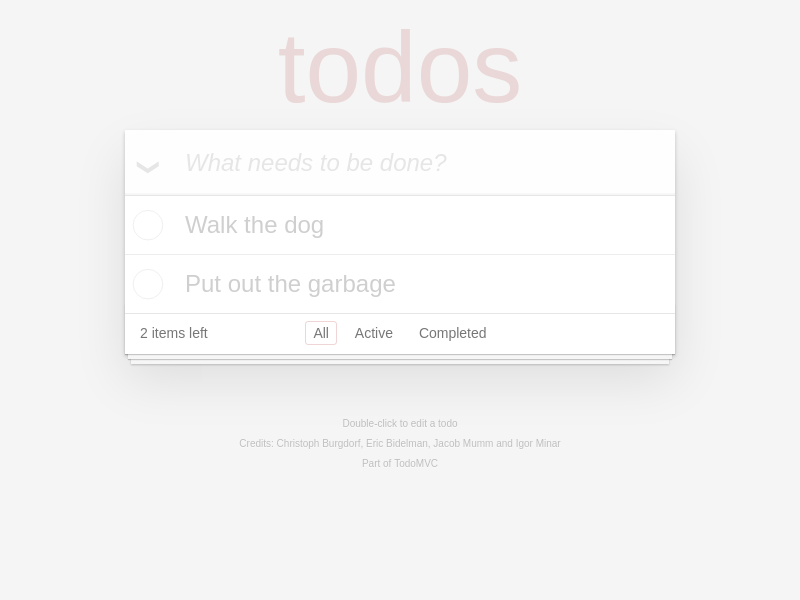 todos
What needs to be done?
Walk the dog
Put out the garbage
2 items left All Active Completed
Double-click to edit a todo
Credits: Christoph Burgdorf, Eric Bidelman, Jacob Mumm and Igor Minar
Part of TodoMVC